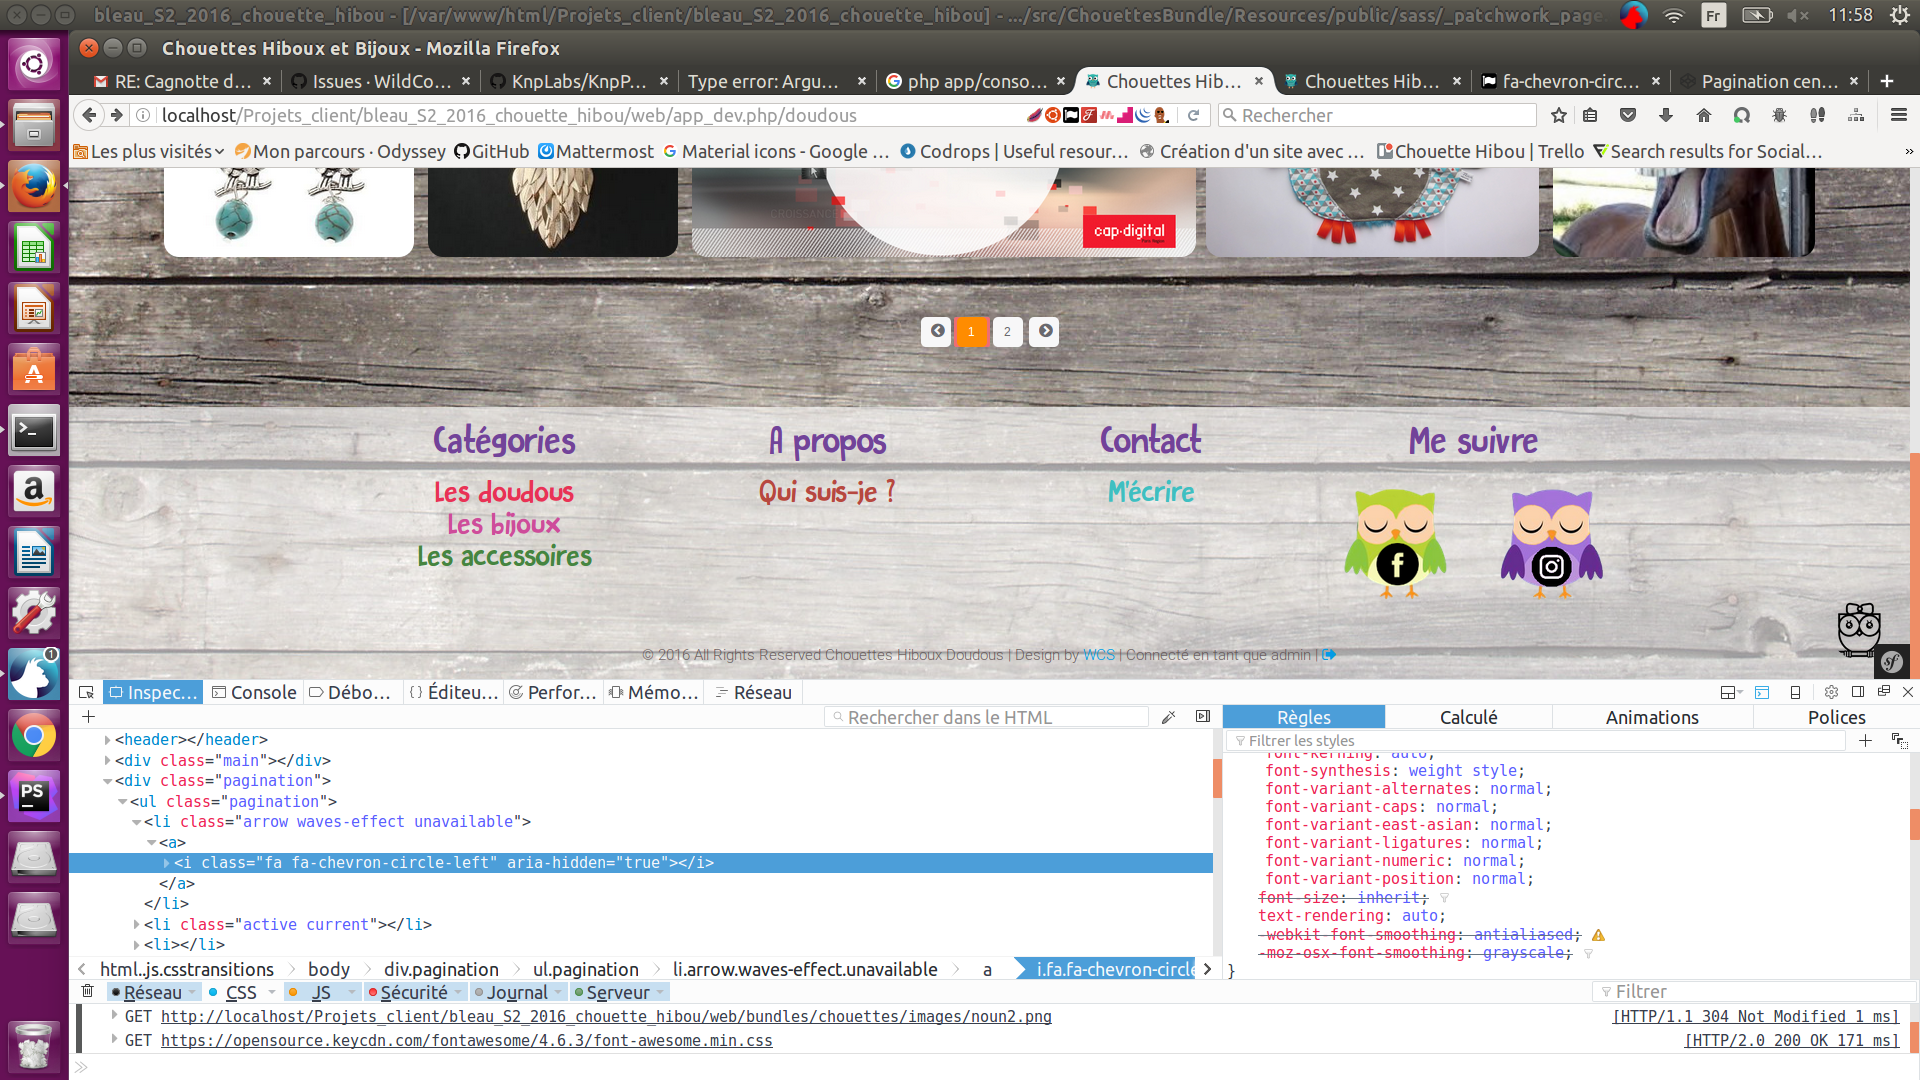 bleau_S2_2016_chouette_hibou - [/var/www/html/Projets_client/bleau_S2_2016_chouette_hibou] - .../src/ChouettesBundle/Resources/public/sass/_patchwork_page.
Fr
11:58
Chouettes Hiboux et Bijoux - Mozilla Firefox
RE: Cagnotte d...
Issues · WildCo...
KnpLabs/KnpP...
Type error: Argu...
php app/conso...
Chouettes Hib...
Chouettes Hib...
fa-chevron-circ...
Pagination cen...
localhost/Projets_client/bleau_S2_2016_chouette_hibou/web/app_dev.php/doudous
Rechercher
Les plus visités
Mon parcours · Odyssey
GitHub
Mattermost
Material icons - Google ...
Codrops | Useful resour...
Création d'un site avec ...
Chouette Hibou | Trello
Search results for Social...
»
CROISSANCE
cap·digital
1
2
Catégories
A propos
Contact
Me suivre
Les doudous
Qui suis-je ?
M'écrire
Les bijoux
Les accessoires
© 2016 All Rights Reserved Chouettes Hiboux Doudous | Design by WCS | Connecté en tant que admin |
sf
Inspec...
Console
Débo...
Éditeu...
Perfor...
Mémo...
Réseau
Rechercher dans le HTML
Règles
Calculé
Animations
Polices
Filtrer les styles
<header></header>
<div class="main"></div>
<div class="pagination">
<ul class="pagination">
<li class="arrow waves-effect unavailable">
<a>
<i class="fa fa-chevron-circle-left" aria-hidden="true"></i>
</a>
</li>
<li class="active current"></li>
<li></li>
font-kerning: auto;
font-synthesis: weight style;
font-variant-alternates: normal;
font-variant-caps: normal;
font-variant-east-asian: normal;
font-variant-ligatures: normal;
font-variant-numeric: normal;
font-variant-position: normal;
font-size: inherit;
text-rendering: auto;
-webkit-font-smoothing: antialiased;
-moz-osx-font-smoothing: grayscale;
}
html.js.csstransitions
body
div.pagination
ul.pagination
li.arrow.waves-effect.unavailable
a
i.fa.fa-chevron-circle
Réseau
CSS
JS
Sécurité
Journal
Serveur
Filtrer
GET http://localhost/Projets_client/bleau_S2_2016_chouette_hibou/web/bundles/chouettes/images/noun2.png
[HTTP/1.1 304 Not Modified 1 ms]
GET https://opensource.keycdn.com/fontawesome/4.6.3/font-awesome.min.css
[HTTP/2.0 200 OK 171 ms]